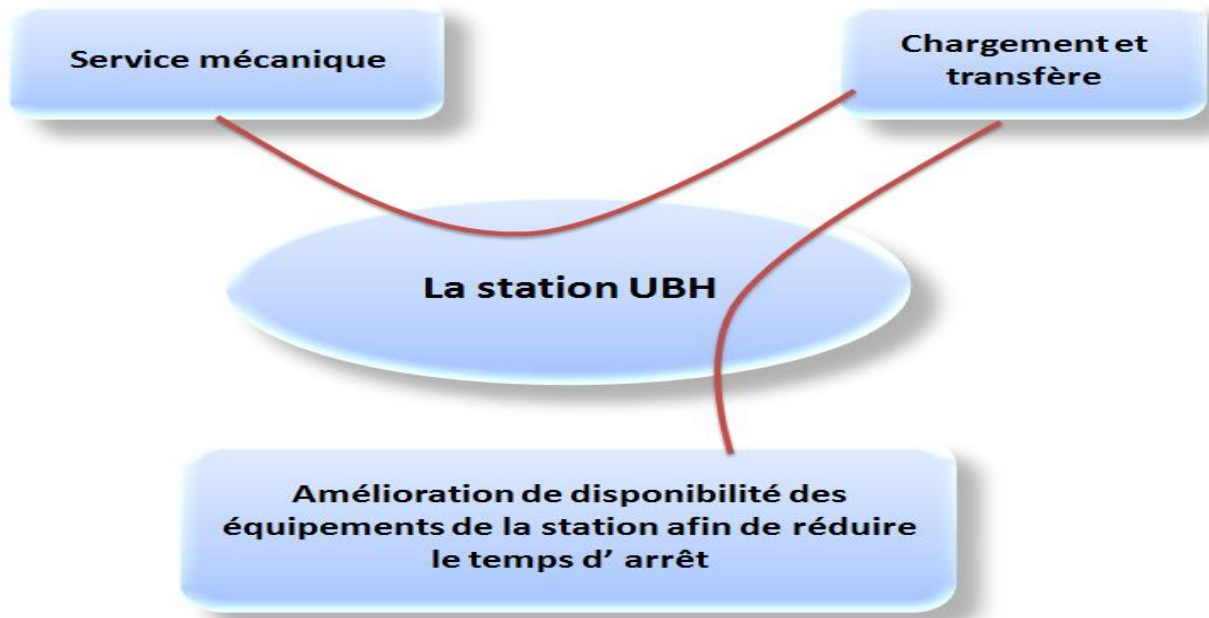 Service mécanique
Chargement et
transfère
La station UBH
Amélioration de disponibilité des
équipements de la station afin de réduire
le temps d’ arrêt